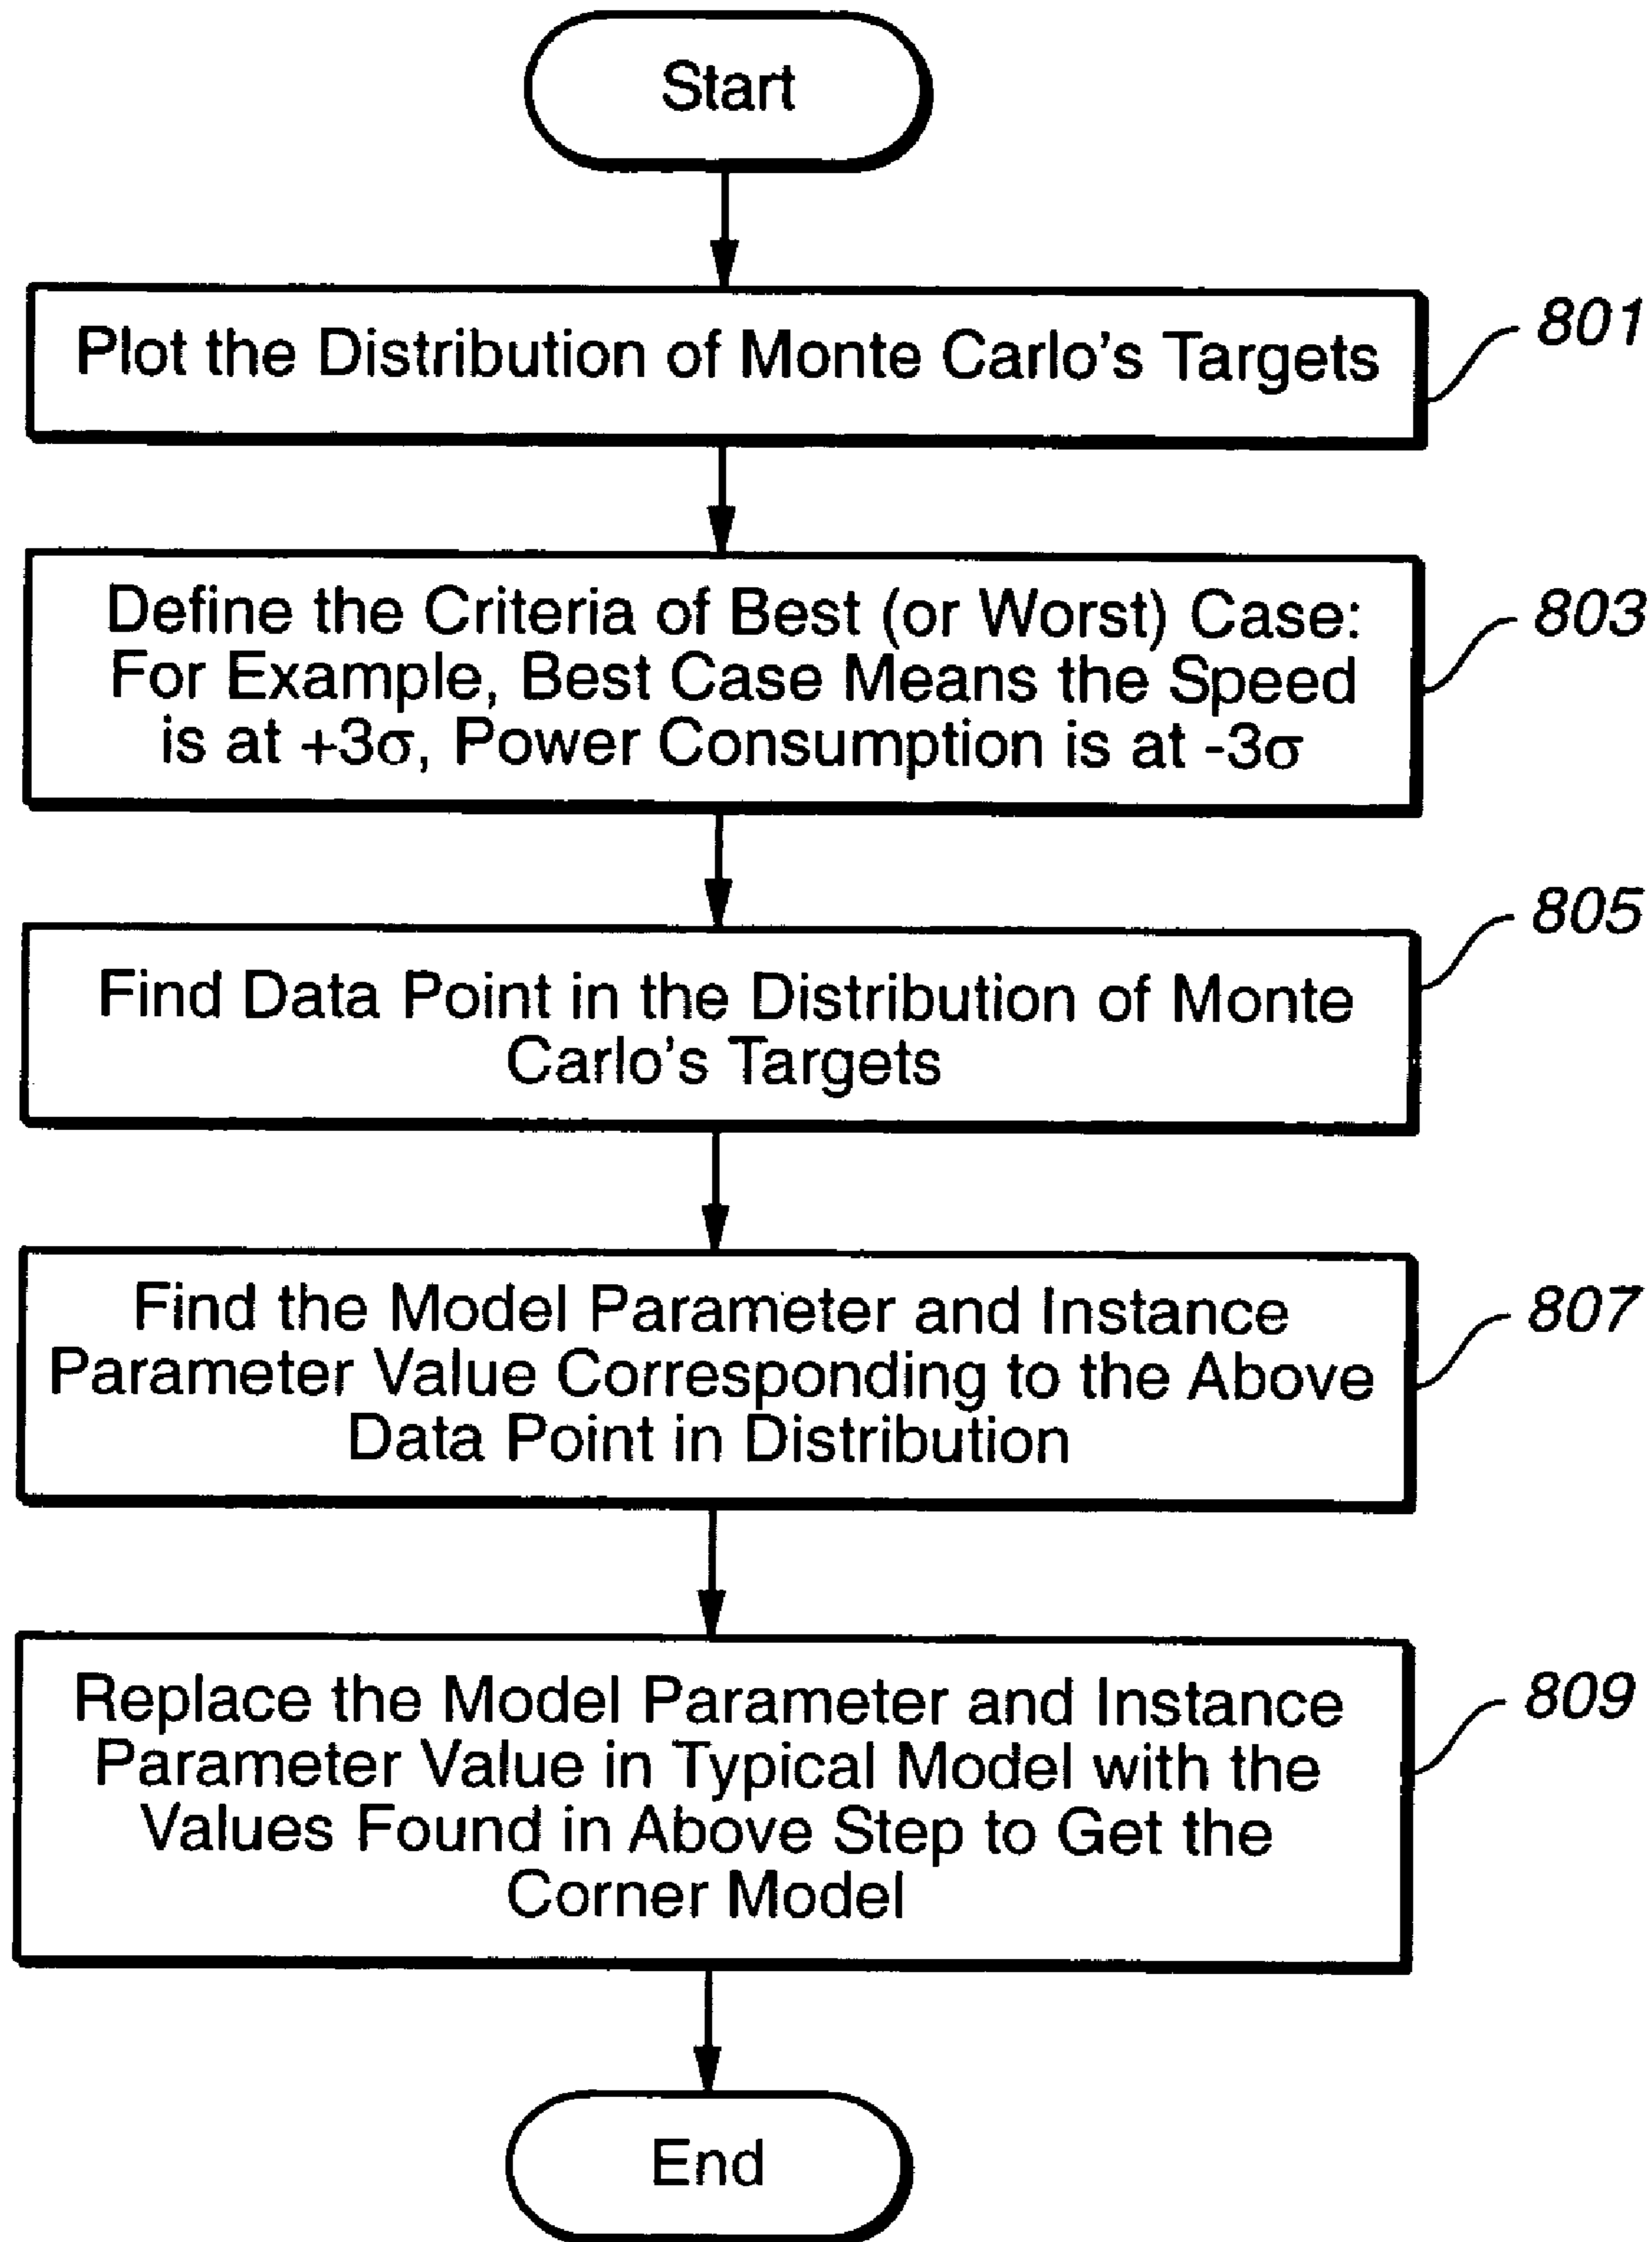 Start
Plot the Distribution of Monte Carlo's Targets
801
Define the Criteria of Best (or Worst) Case:
For Example, Best Case Means the Speed
is at +3σ, Power Consumption is at -3σ
803
Find Data Point in the Distribution of Monte
Carlo's Targets
805
Find the Model Parameter and Instance
Parameter Value Corresponding to the Above
Data Point in Distribution
807
Replace the Model Parameter and Instance
Parameter Value in Typical Model with the
Values Found in Above Step to Get the
Corner Model
809
End